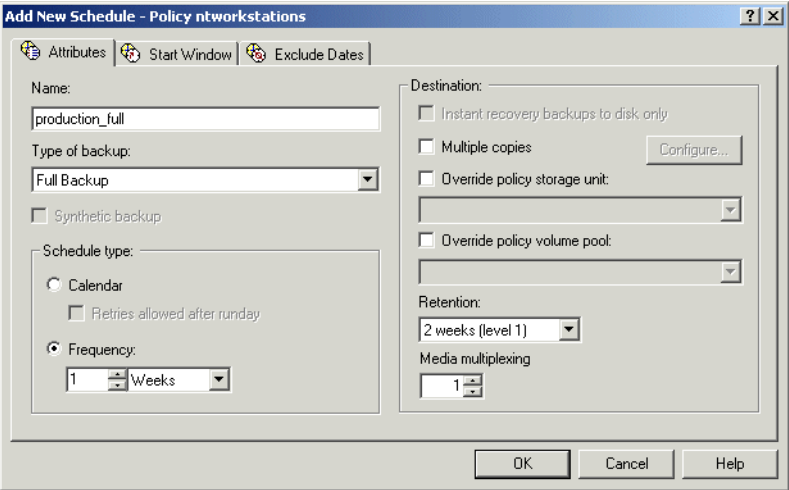 Add New Schedule - Policy ntworkstations
Attributes
Start Window
Exclude Dates
Name:
production_full
Type of backup:
Full Backup
Synthetic backup
Schedule type:
Calendar
Retries allowed after runday
Frequency:
1 Weeks
Destination:
Instant recovery backups to disk only
Multiple copies
Configure...
Override policy storage unit:
Override policy volume pool:
Retention:
2 weeks (level 1)
Media multiplexing
1
OK
Cancel
Help